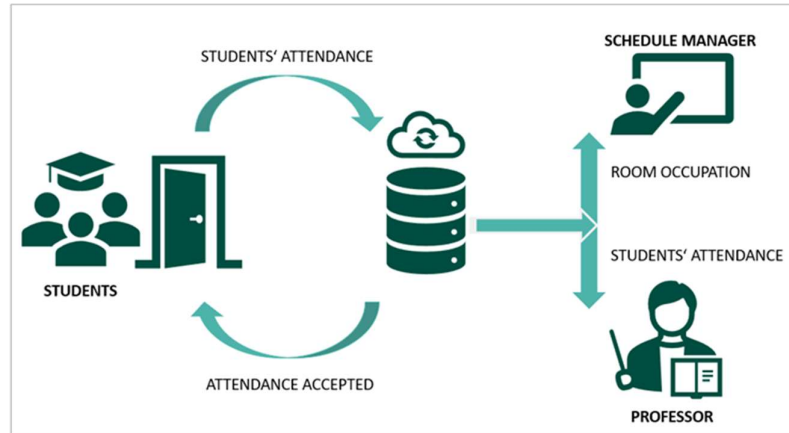 STUDENTS‘ ATTENDANCE
SCHEDULE MANAGER
ROOM OCCUPATION
STUDENTS‘ ATTENDANCE
STUDENTS
ATTENDANCE ACCEPTED
PROFESSOR